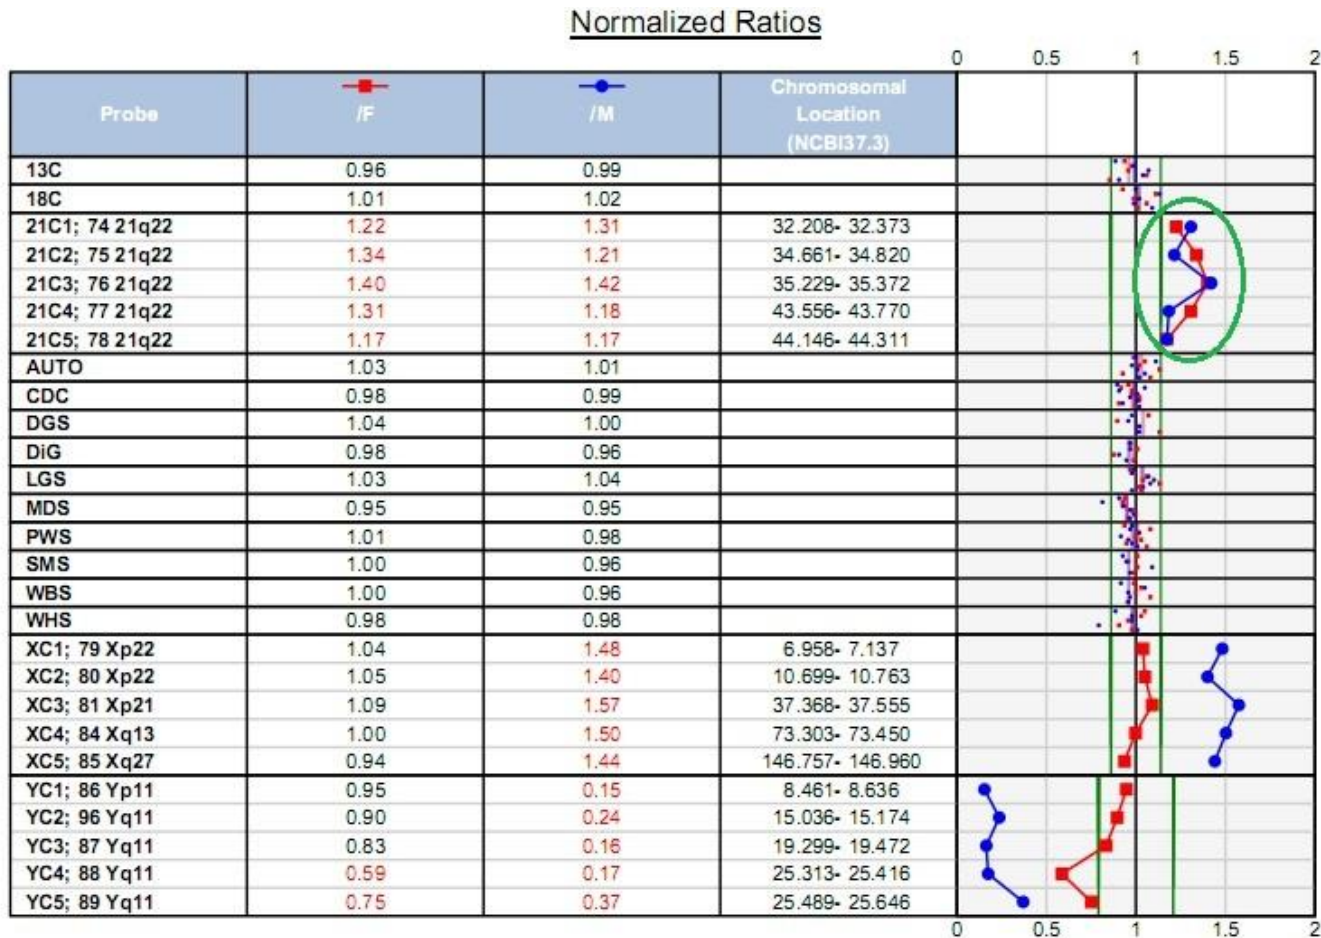 Normalized Ratios
0 0.5 1 1.5 2
Probe /F /M Chromosomal Location (NCBI37.3)
13C 0.96 0.99
18C 1.01 1.02
21C1; 74 21q22 1.22 1.31 32.208- 32.373
21C2; 75 21q22 1.34 1.21 34.661- 34.820
21C3; 76 21q22 1.40 1.42 35.229- 35.372
21C4; 77 21q22 1.31 1.18 43.556- 43.770
21C5; 78 21q22 1.17 1.17 44.146- 44.311
AUTO 1.03 1.01
CDC 0.98 0.99
DGS 1.04 1.00
DiG 0.98 0.96
LGS 1.03 1.04
MDS 0.95 0.95
PWS 1.01 0.98
SMS 1.00 0.96
WBS 1.00 0.96
WHS 0.98 0.98
XC1; 79 Xp22 1.04 1.48 6.958- 7.137
XC2; 80 Xp22 1.05 1.40 10.699- 10.763
XC3; 81 Xp21 1.09 1.57 37.368- 37.555
XC4; 84 Xq13 1.00 1.50 73.303- 73.450
XC5; 85 Xq27 0.94 1.44 146.757- 146.960
YC1; 86 Yp11 0.95 0.15 8.461- 8.636
YC2; 96 Yq11 0.90 0.24 15.036- 15.174
YC3; 87 Yq11 0.83 0.16 19.299- 19.472
YC4; 88 Yq11 0.59 0.17 25.313- 25.416
YC5; 89 Yq11 0.75 0.37 25.489- 25.646
0 0.5 1 1.5 2